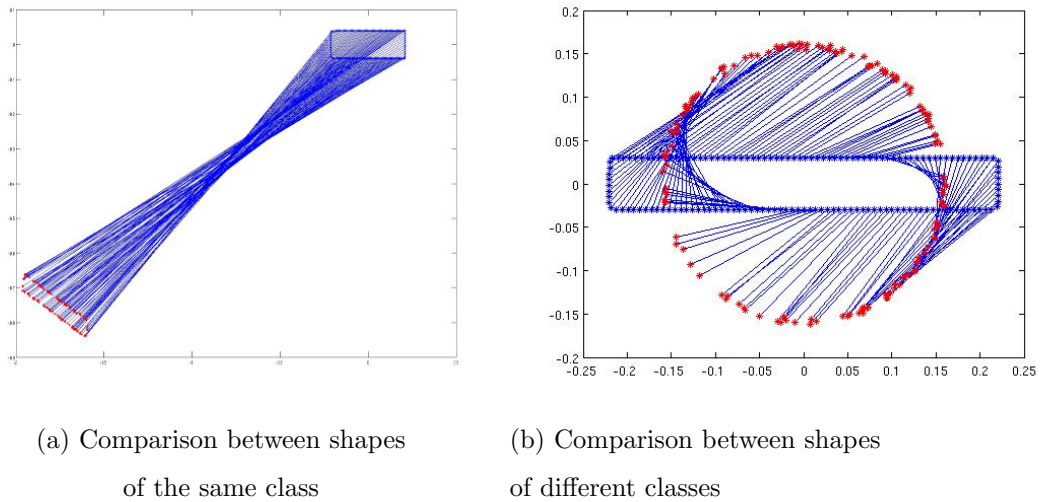 0.2
0.15
0.1
0.05
0
-0.05
-0.1
-0.15
-0.2
-0.25 -0.2 -0.15 -0.1 -0.05 0 0.05 0.1 0.15 0.2 0.25
(a) Comparison between shapes
of the same class
(b) Comparison between shapes
of different classes